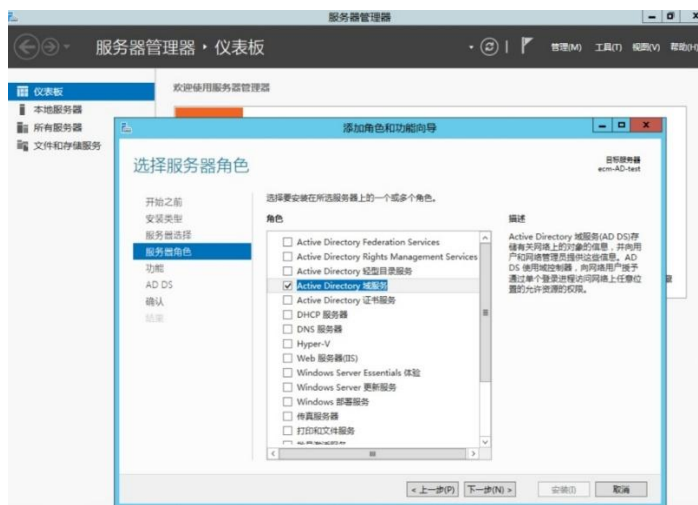 服务器管理器
服务器管理器 · 仪表板
管理(M) 工具(T) 视图(V) 帮助(H)
仪表板
本地服务器
所有服务器
文件和存储服务
欢迎使用服务器管理器
添加角色和功能向导
选择服务器角色
目标服务器
ecm-AD-test
开始之前
安装类型
服务器选择
服务器角色
功能
AD DS
确认
结果
选择要安装在所选服务器上的一个或多个角色。
角色
Active Directory Federation Services
Active Directory Rights Management Services
Active Directory 轻型目录服务
Active Directory 域服务
Active Directory 证书服务
DHCP 服务器
DNS 服务器
Hyper-V
Web 服务器(IIS)
Windows Server Essentials 体验
Windows Server 更新服务
Windows 部署服务
传真服务器
打印和文件服务
描述
Active Directory 域服务(AD DS)存
储有关网络上的对象的信息，并向用
户和网络管理员提供这些信息。AD
DS 使用域控制器，向网络用户授予
通过单个登录进程访问网络上任意位
置的允许资源的权限。
< 上一步(P) 下一步(N) > 安装(I) 取消